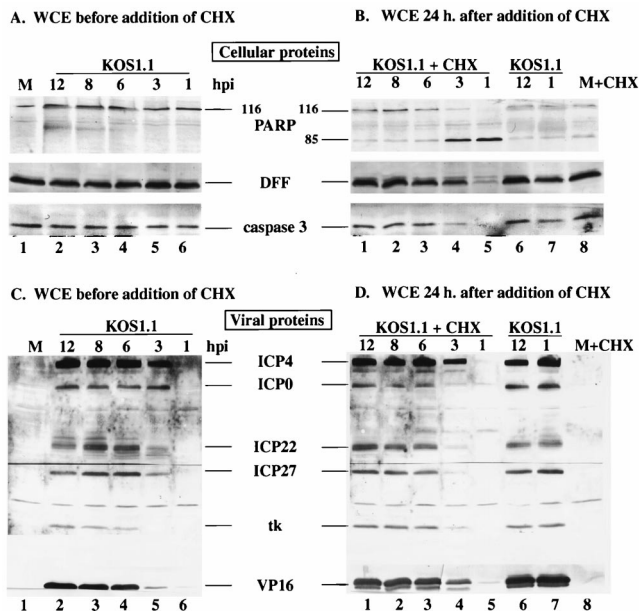 A. WCE before addition of CHX
B. WCE 24 h. after addition of CHX
Cellular proteins
KOS1.1
KOS1.1 + CHX
KOS1.1
M 12 8 6 3 1 hpi
12 8 6 3 1 12 1 M+CHX
116 116
PARP
85
DFF
caspase 3
1 2 3 4 5 6
1 2 3 4 5 6 7 8
C. WCE before addition of CHX
D. WCE 24 h. after addition of CHX
Viral proteins
KOS1.1
KOS1.1 + CHX
KOS1.1
M 12 8 6 3 1 hpi
12 8 6 3 1 12 1 M+CHX
ICP4
ICP0
ICP22
ICP27
tk
VP16
1 2 3 4 5 6
1 2 3 4 5 6 7 8